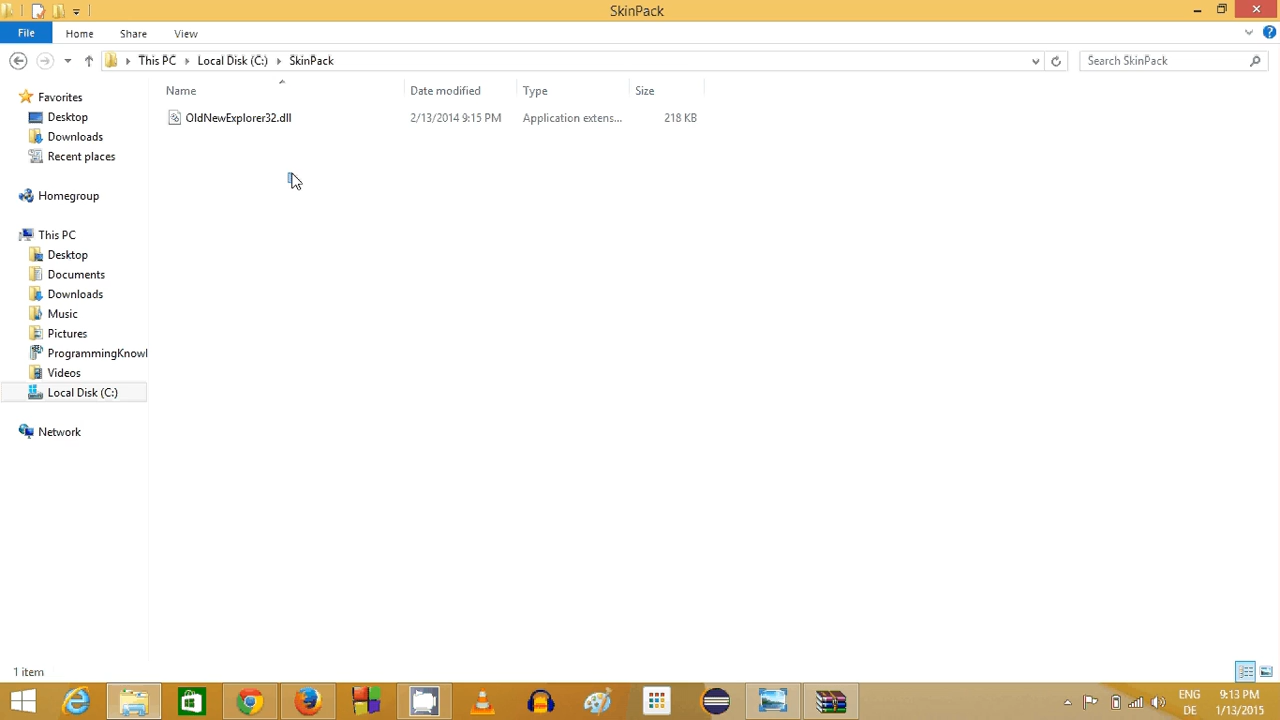 SkinPack
File Home Share View
This PC Local Disk (C:) SkinPack Search SkinPack
Name Date modified Type Size
OldNewExplorer32.dll 2/13/2014 9:15 PM Application extens... 218 KB
Favorites
Desktop
Downloads
Recent places
Homegroup
This PC
Desktop
Documents
Downloads
Music
Pictures
ProgrammingKnowl
Videos
Local Disk (C:)
Network
1 item
ENG 9:13 PM
DE 1/13/2015